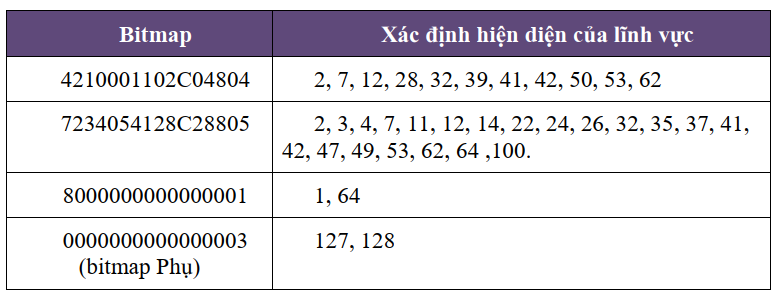 Bitmap
Xác định hiện diện của lĩnh vực
4210001102C04804
2, 7, 12, 28, 32, 39, 41, 42, 50, 53, 62
7234054128C28805
2, 3, 4, 7, 11, 12, 14, 22, 24, 26, 32, 35, 37, 41,
42, 47, 49, 53, 62, 64 ,100.
8000000000000001
1, 64
0000000000000003
(bitmap Phụ)
127, 128